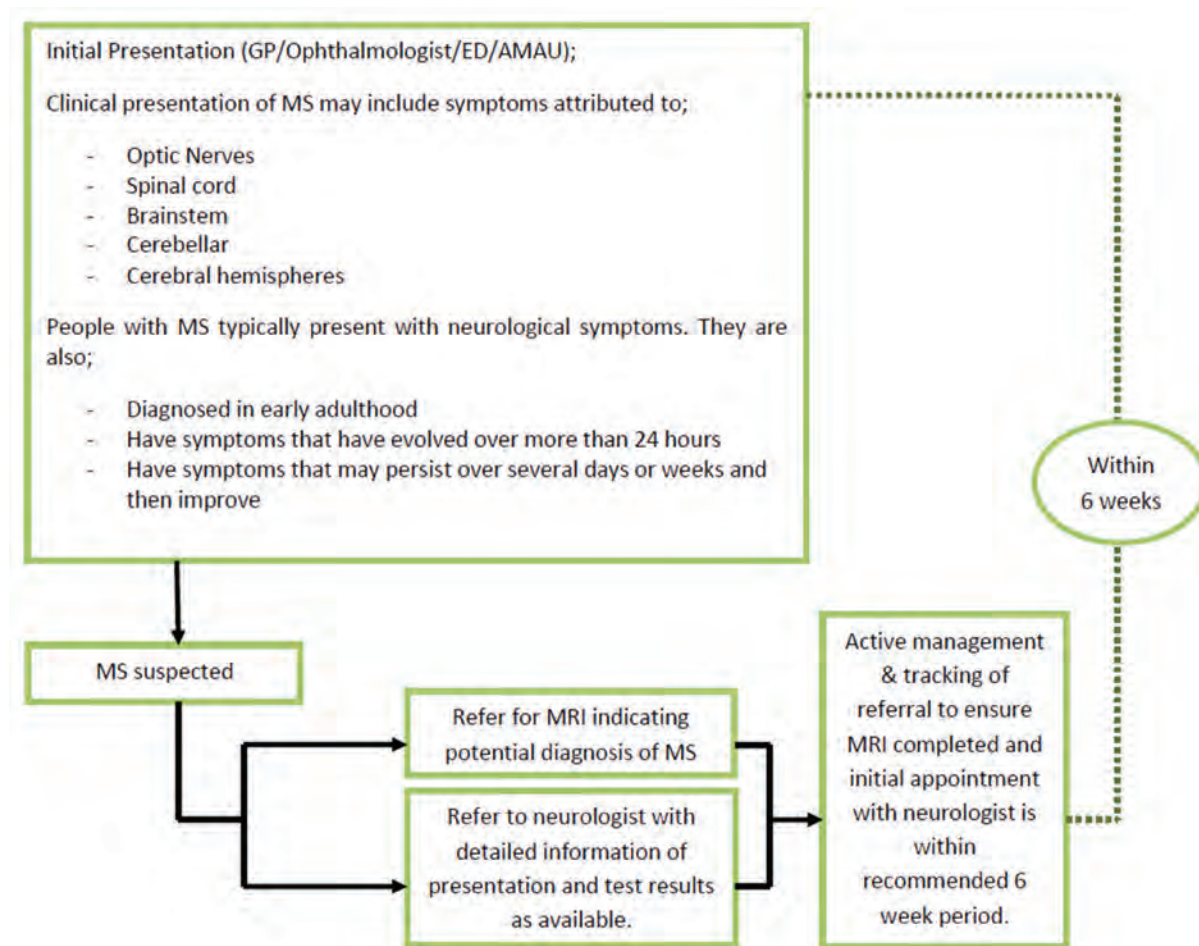 Initial Presentation (GP/Ophthalmologist/ED/AMAU);
Clinical presentation of MS may include symptoms attributed to;
- Optic Nerves
- Spinal cord
- Brainstem
- Cerebellar
- Cerebral hemispheres
People with MS typically present with neurological symptoms. They are
also;
- Diagnosed in early adulthood
- Have symptoms that have evolved over more than 24 hours
- Have symptoms that may persist over several days or weeks and
then improve
Within
6 weeks
MS suspected
Refer for MRI indicating
potential diagnosis of MS
Refer to neurologist with
detailed information of
presentation and test results
as available.
Active management
& tracking of
referral to ensure
MRI completed and
initial appointment
with neurologist is
within
recommended 6
week period.